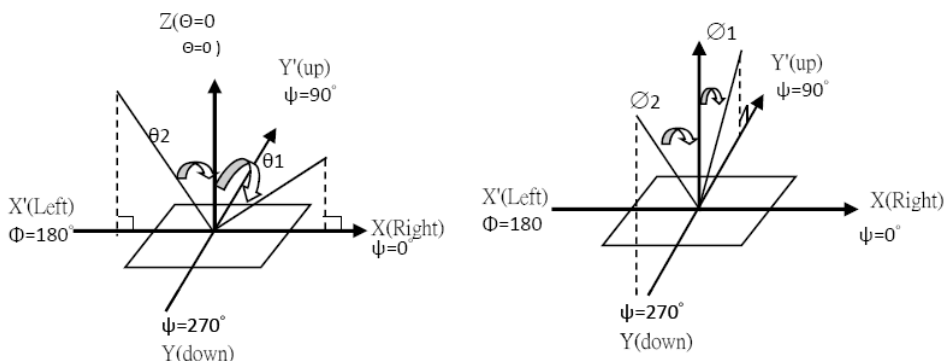 Z(Θ=0
Θ=0 )
Y'(up)
ψ=90°
θ2
θ1
X'(Left)
Φ=180°
X(Right)
ψ=0°
ψ=270°
Y(down)
∅1
Y'(up)
ψ=90°
∅2
X'(Left)
Φ=180
X(Right)
ψ=0°
ψ=270°
Y(down)